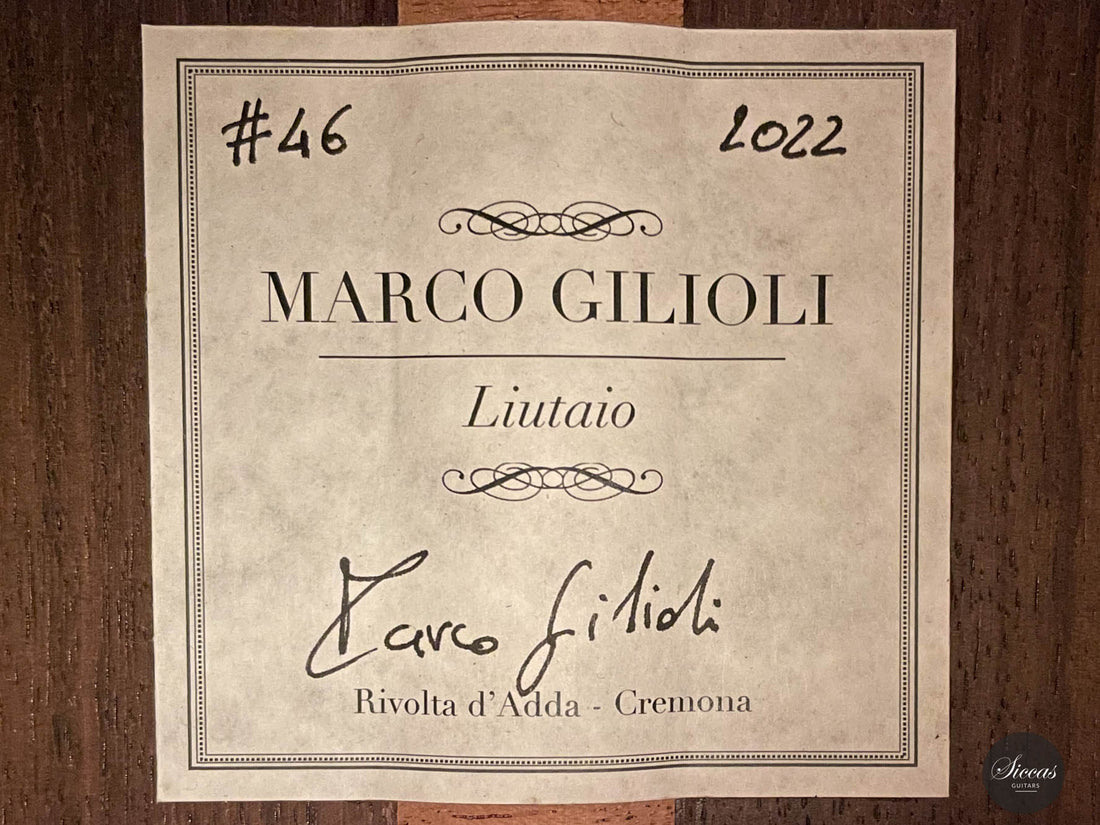 #46 2022
MARCO GILIOLI
Liutaio
Marco Gilioli
Rivolta d'Adda - Cremona
Siccas
GUITARS